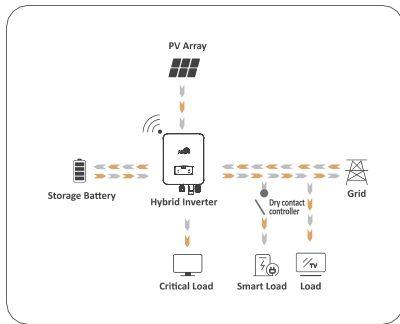 PV Array
Storage Battery
Hybrid Inverter
Dry contact
controller
Grid
Critical Load
Smart Load
Load
TV